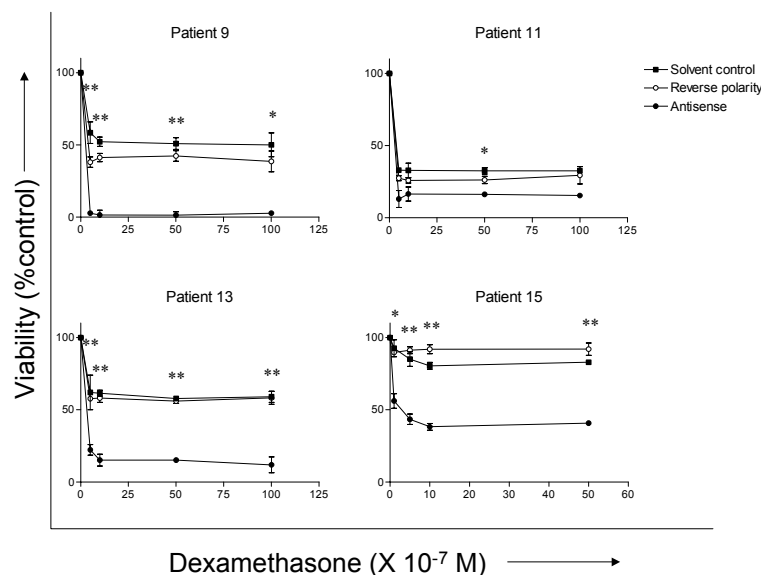 Patient 9
Patient 11
Solvent control
Reverse polarity
Antisense
100
50
0
0 25 50 75 100 125
** ** ** *
100
50
0
0 25 50 75 100 125
*
Patient 13
Patient 15
100
50
0
0 25 50 75 100 125
** ** ** **
100
50
0
0 10 20 30 40 50 60
* ** ** **
Viability (%control)
Dexamethasone (X 10⁻⁷ M)